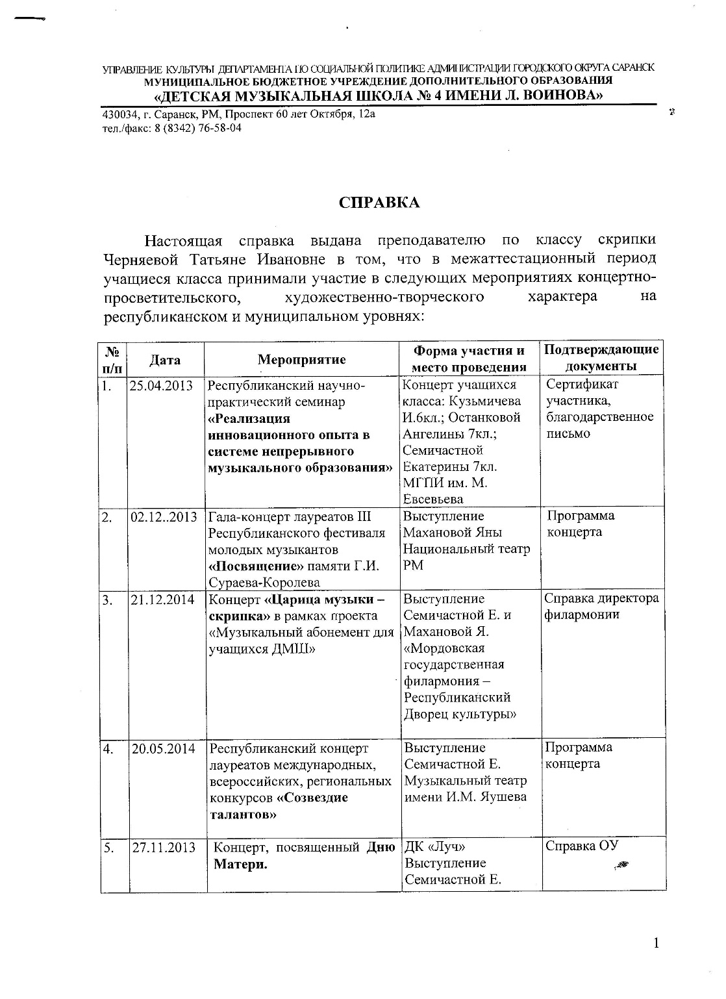 УПРАВЛЕНИЕ КУЛЬТУРЫ ДЕПАРТАМЕНТА ПО СОЦИАЛЬНОЙ ПОЛИТИКЕ АДМИНИСТРАЦИИ ГОРОДСКОГО ОКРУГА САРАНСК
МУНИЦИПАЛЬНОЕ БЮДЖЕТНОЕ УЧРЕЖДЕНИЕ ДОПОЛНИТЕЛЬНОГО ОБРАЗОВАНИЯ
«ДЕТСКАЯ МУЗЫКАЛЬНАЯ ШКОЛА № 4 ИМЕНИ Л. ВОИНОВА»
430034, г. Саранск, РМ, Проспект 60 лет Октября, 12а
тел./факс: 8 (8342) 76-58-04
СПРАВКА
Настоящая справка выдана преподавателю по классу скрипки
Черняевой Татьяне Ивановне в том, что в межаттестационный период
учащиеся класса принимали участие в следующих мероприятиях концертно-
просветительского, художественно-творческого характера на
республиканском и муниципальном уровнях:
№
п/п
Дата
Мероприятие
Форма участия и
место проведения
Подтверждающие
документы
1.
25.04.2013
Республиканский научно-
практический семинар
«Реализация
инновационного опыта в
системе непрерывного
музыкального образования»
Концерт учащихся
класса: Кузьмичева
И.6кл.; Останковой
Ангелины 7кл.;
Семичастной
Екатерины 7кл.
МГПИ им. М.
Евсевьева
Сертификат
участника,
благодарственное
письмо
2.
02.12..2013
Гала-концерт лауреатов III
Республиканского фестиваля
молодых музыкантов
«Посвящение» памяти Г.И.
Сураева-Королева
Выступление
Махановой Яны
Национальный театр
РМ
Программа
концерта
3.
21.12.2014
Концерт «Царица музыки –
скрипка» в рамках проекта
«Музыкальный абонемент для
учащихся ДМШ»
Выступление
Семичастной Е. и
Махановой Я.
«Мордовская
государственная
филармония –
Республиканский
Дворец культуры»
Справка директора
филармонии
4.
20.05.2014
Республиканский концерт
лауреатов международных,
всероссийских, региональных
конкурсов «Созвездие
талантов»
Выступление
Семичастной Е.
Музыкальный театр
имени И.М. Яушева
Программа
концерта
5.
27.11.2013
Концерт, посвященный Дню
Матери.
ДК «Луч»
Выступление
Семичастной Е.
Справка ОУ
1